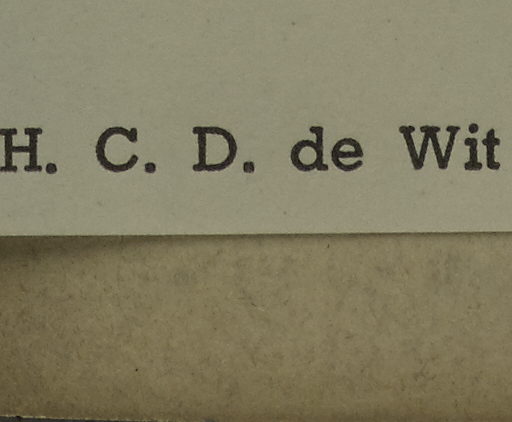 H. C. D. de Wit